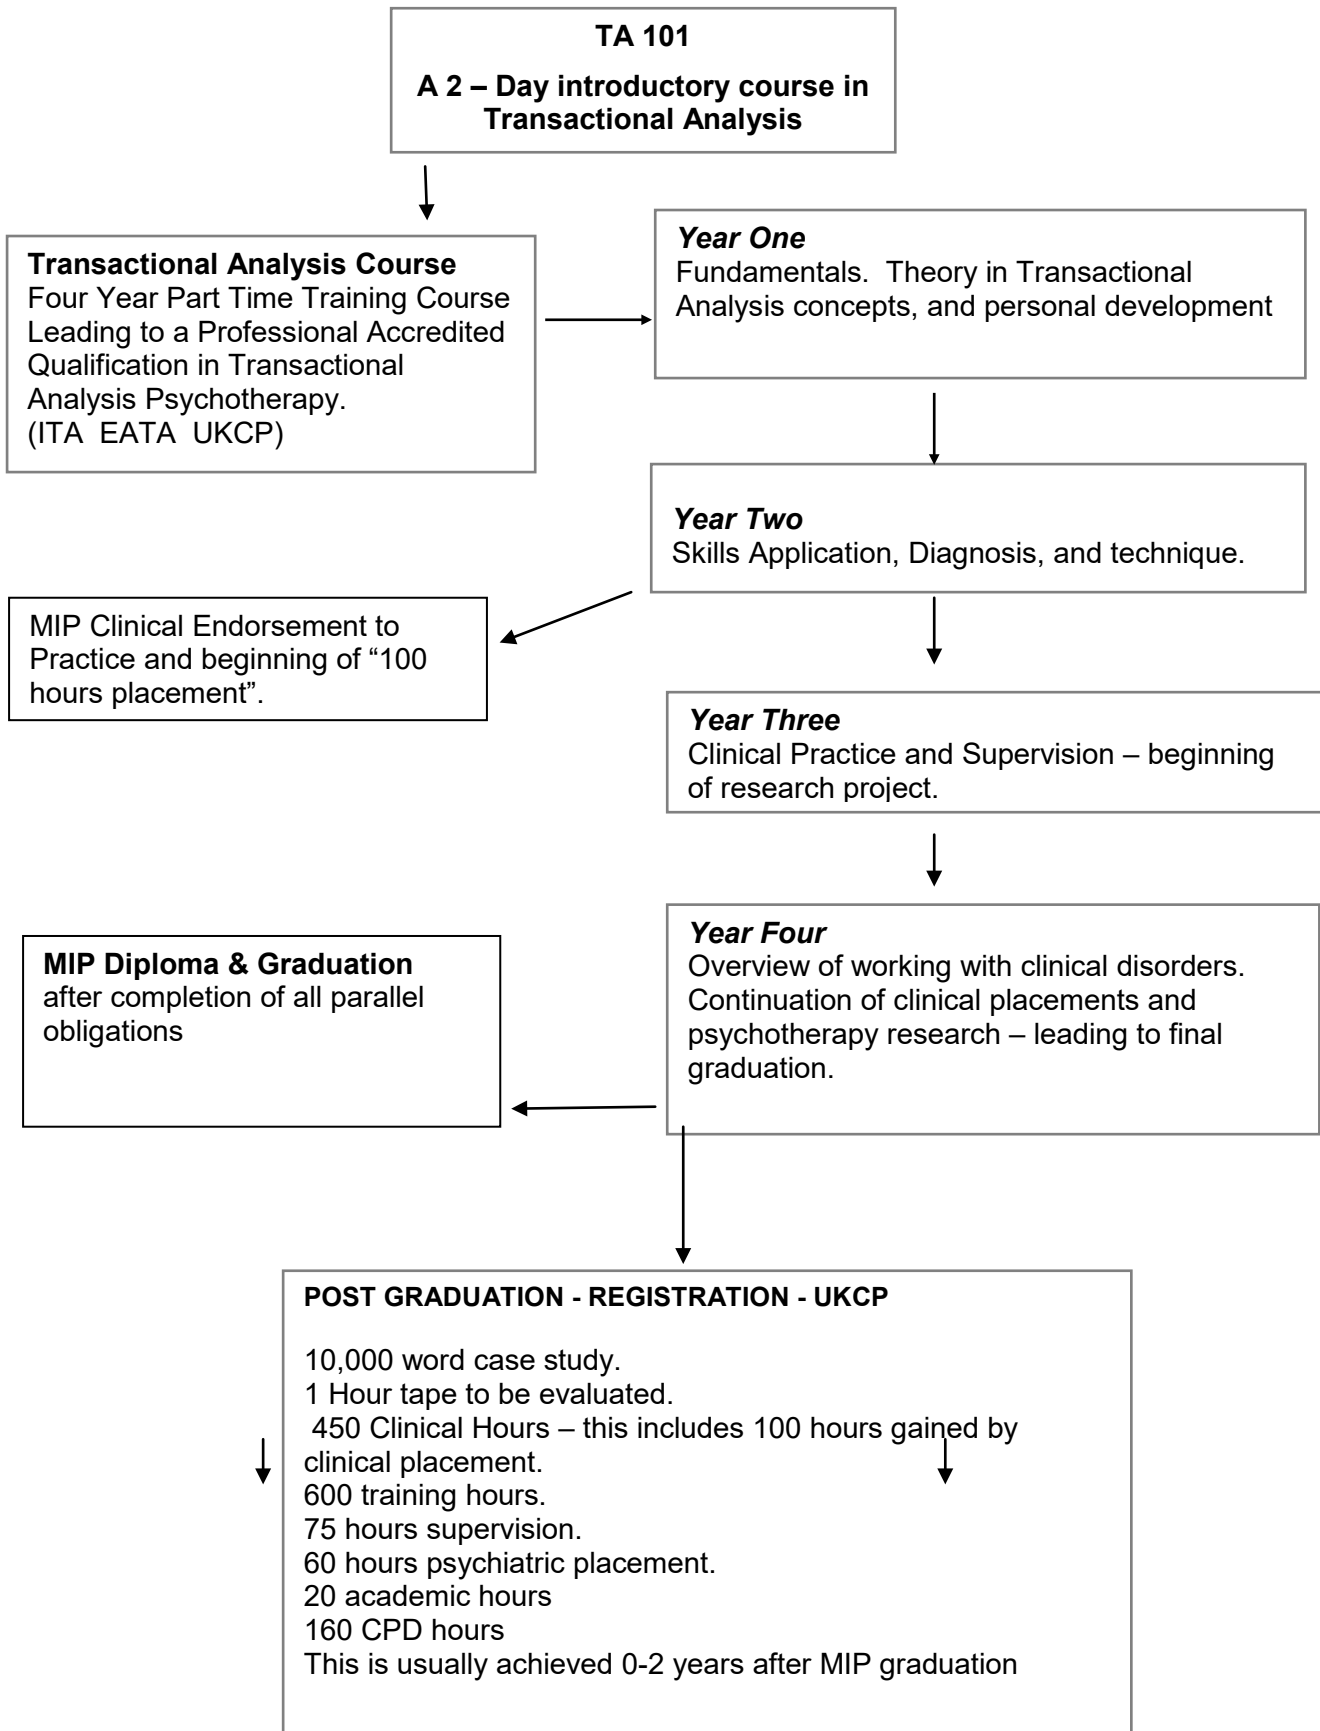 TA 101
A 2 – Day introductory course in
Transactional Analysis
Transactional Analysis Course
Four Year Part Time Training Course
Leading to a Professional Accredited
Qualification in Transactional
Analysis Psychotherapy.
(ITA  EATA  UKCP)
Year One
Fundamentals.  Theory in Transactional
Analysis concepts, and personal development
Year Two
Skills Application, Diagnosis, and technique.
MIP Clinical Endorsement to
Practice and beginning of “100
hours placement”.
Year Three
Clinical Practice and Supervision – beginning
of research project.
Year Four
Overview of working with clinical disorders.
Continuation of clinical placements and
psychotherapy research – leading to final
graduation.
MIP Diploma & Graduation
after completion of all parallel
obligations
POST GRADUATION - REGISTRATION - UKCP
10,000 word case study.
1 Hour tape to be evaluated.
450 Clinical Hours – this includes 100 hours gained by
clinical placement.
600 training hours.
75 hours supervision.
60 hours psychiatric placement.
20 academic hours
160 CPD hours
This is usually achieved 0-2 years after MIP graduation